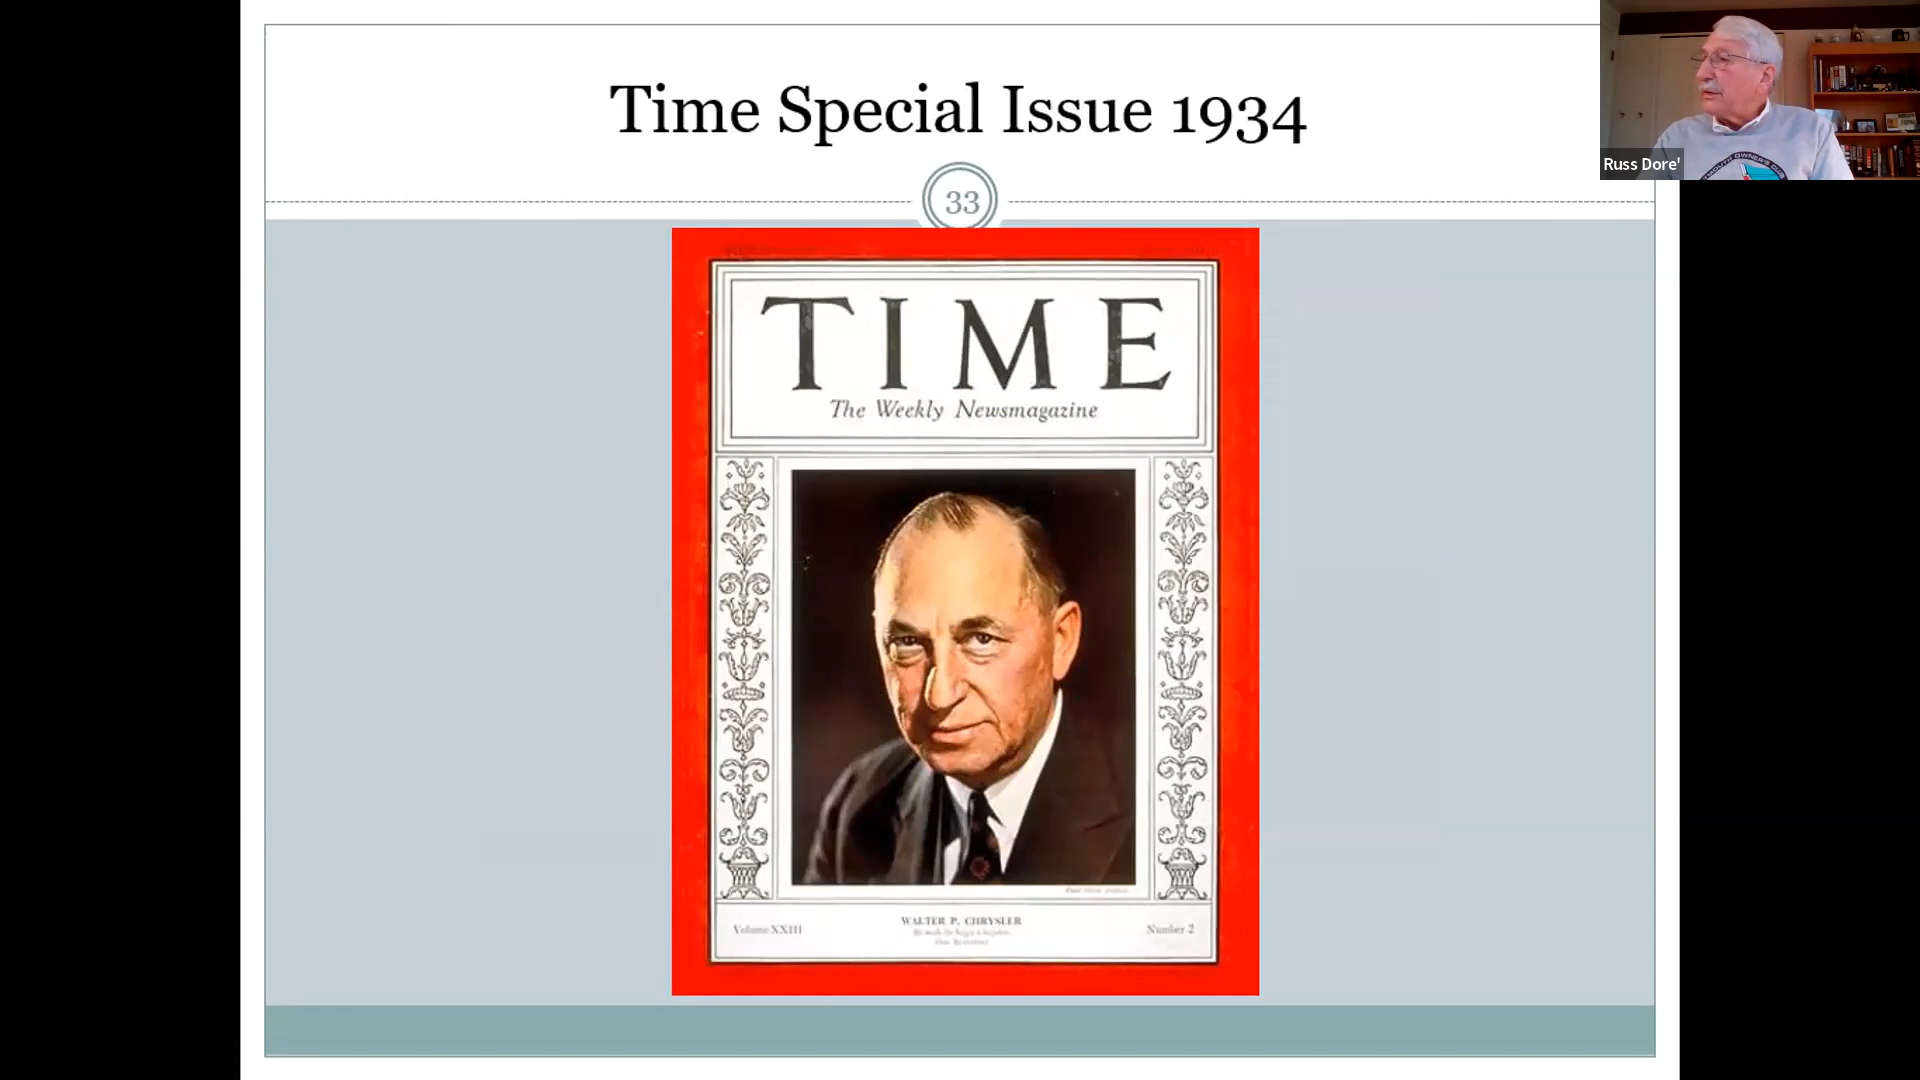 Time Special Issue 1934
33
Russ Dore'
TIME
The Weekly Newsmagazine
WALTER P. CHRYSLER
Volume XXIII
Number 2